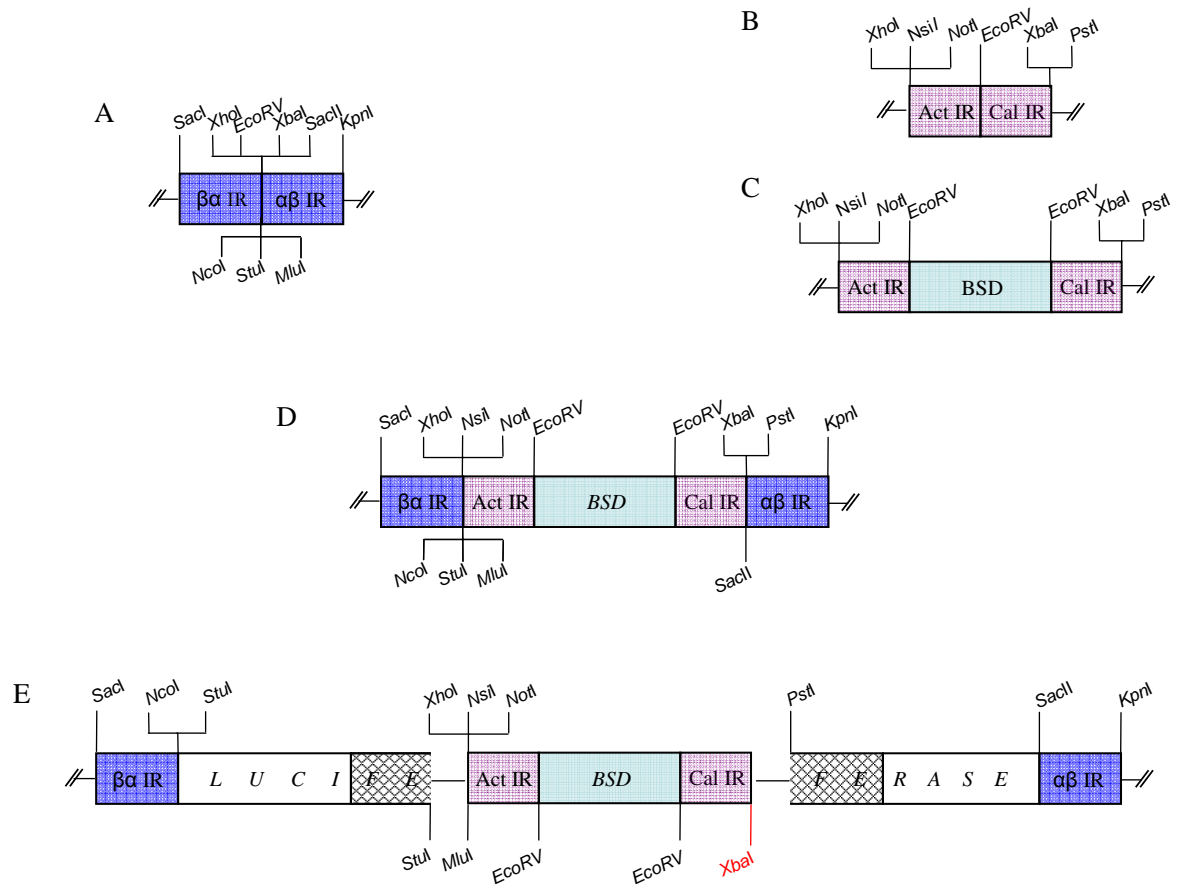 B
XhoI NsiI NotI EcoRV XbaI PstI
Act IR Cal IR
A
SacI XhoI EcoRV XbaI SacII KpnI
βα IR αβ IR
NcoI StuI MluI
C
XhoI NsiI NotI EcoRV EcoRV XbaI PstI
Act IR BSD Cal IR
D
SacI XhoI NsiI NotI EcoRV EcoRV XbaI PstI KpnI
βα IR Act IR BSD Cal IR αβ IR
NcoI StuI MluI SacII
E
SacI NcoI StuI XhoI NsiI NotI PstI SacII KpnI
βα IR L U C I F E Act IR BSD Cal IR F E R A S E αβ IR
StuI MluI EcoRV EcoRV XbaI